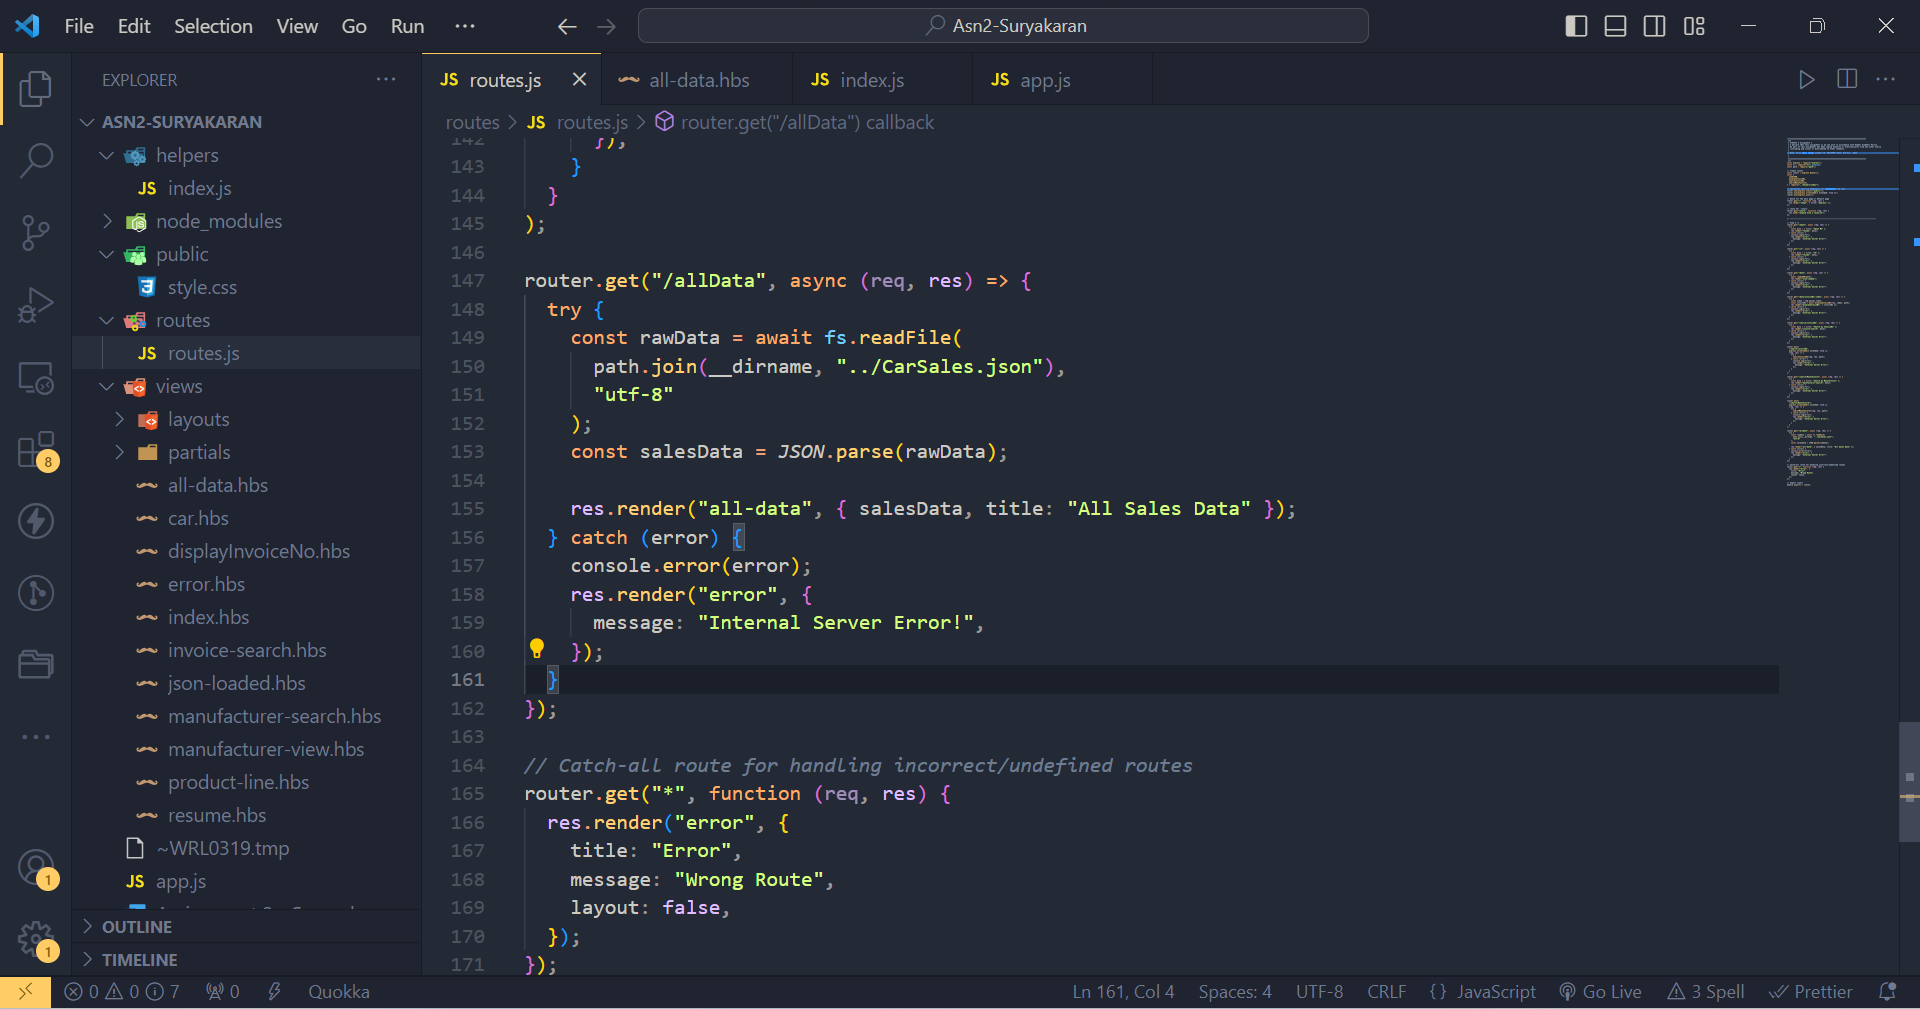 File Edit Selection View Go Run ··· Asn2-Suryakaran
EXPLORER ···
ASN2-SURYAKARAN
helpers
JS index.js
node_modules
public
style.css
routes
JS routes.js
views
layouts
partials
all-data.hbs
car.hbs
displayInvoiceNo.hbs
error.hbs
index.hbs
invoice-search.hbs
json-loaded.hbs
manufacturer-search.hbs
manufacturer-view.hbs
product-line.hbs
resume.hbs
~WRL0319.tmp
JS app.js
OUTLINE
TIMELINE
8
1
1
JS routes.js all-data.hbs JS index.js JS app.js
routes > JS routes.js > router.get("/allData") callback
142 });
143 }
144 }
145 );
146
147 router.get("/allData", async (req, res) => {
148 try {
149 const rawData = await fs.readFile(
150 path.join(__dirname, "../CarSales.json"),
151 "utf-8"
152 );
153 const salesData = JSON.parse(rawData);
154
155 res.render("all-data", { salesData, title: "All Sales Data" });
156 } catch (error) {
157 console.error(error);
158 res.render("error", {
159 message: "Internal Server Error!",
160 });
161 }
162 });
163
164 // Catch-all route for handling incorrect/undefined routes
165 router.get("*", function (req, res) {
166 res.render("error", {
167 title: "Error",
168 message: "Wrong Route",
169 layout: false,
170 });
171 });
0 0 7 0 Quokka Ln 161, Col 4 Spaces: 4 UTF-8 CRLF {} JavaScript Go Live 3 Spell Prettier